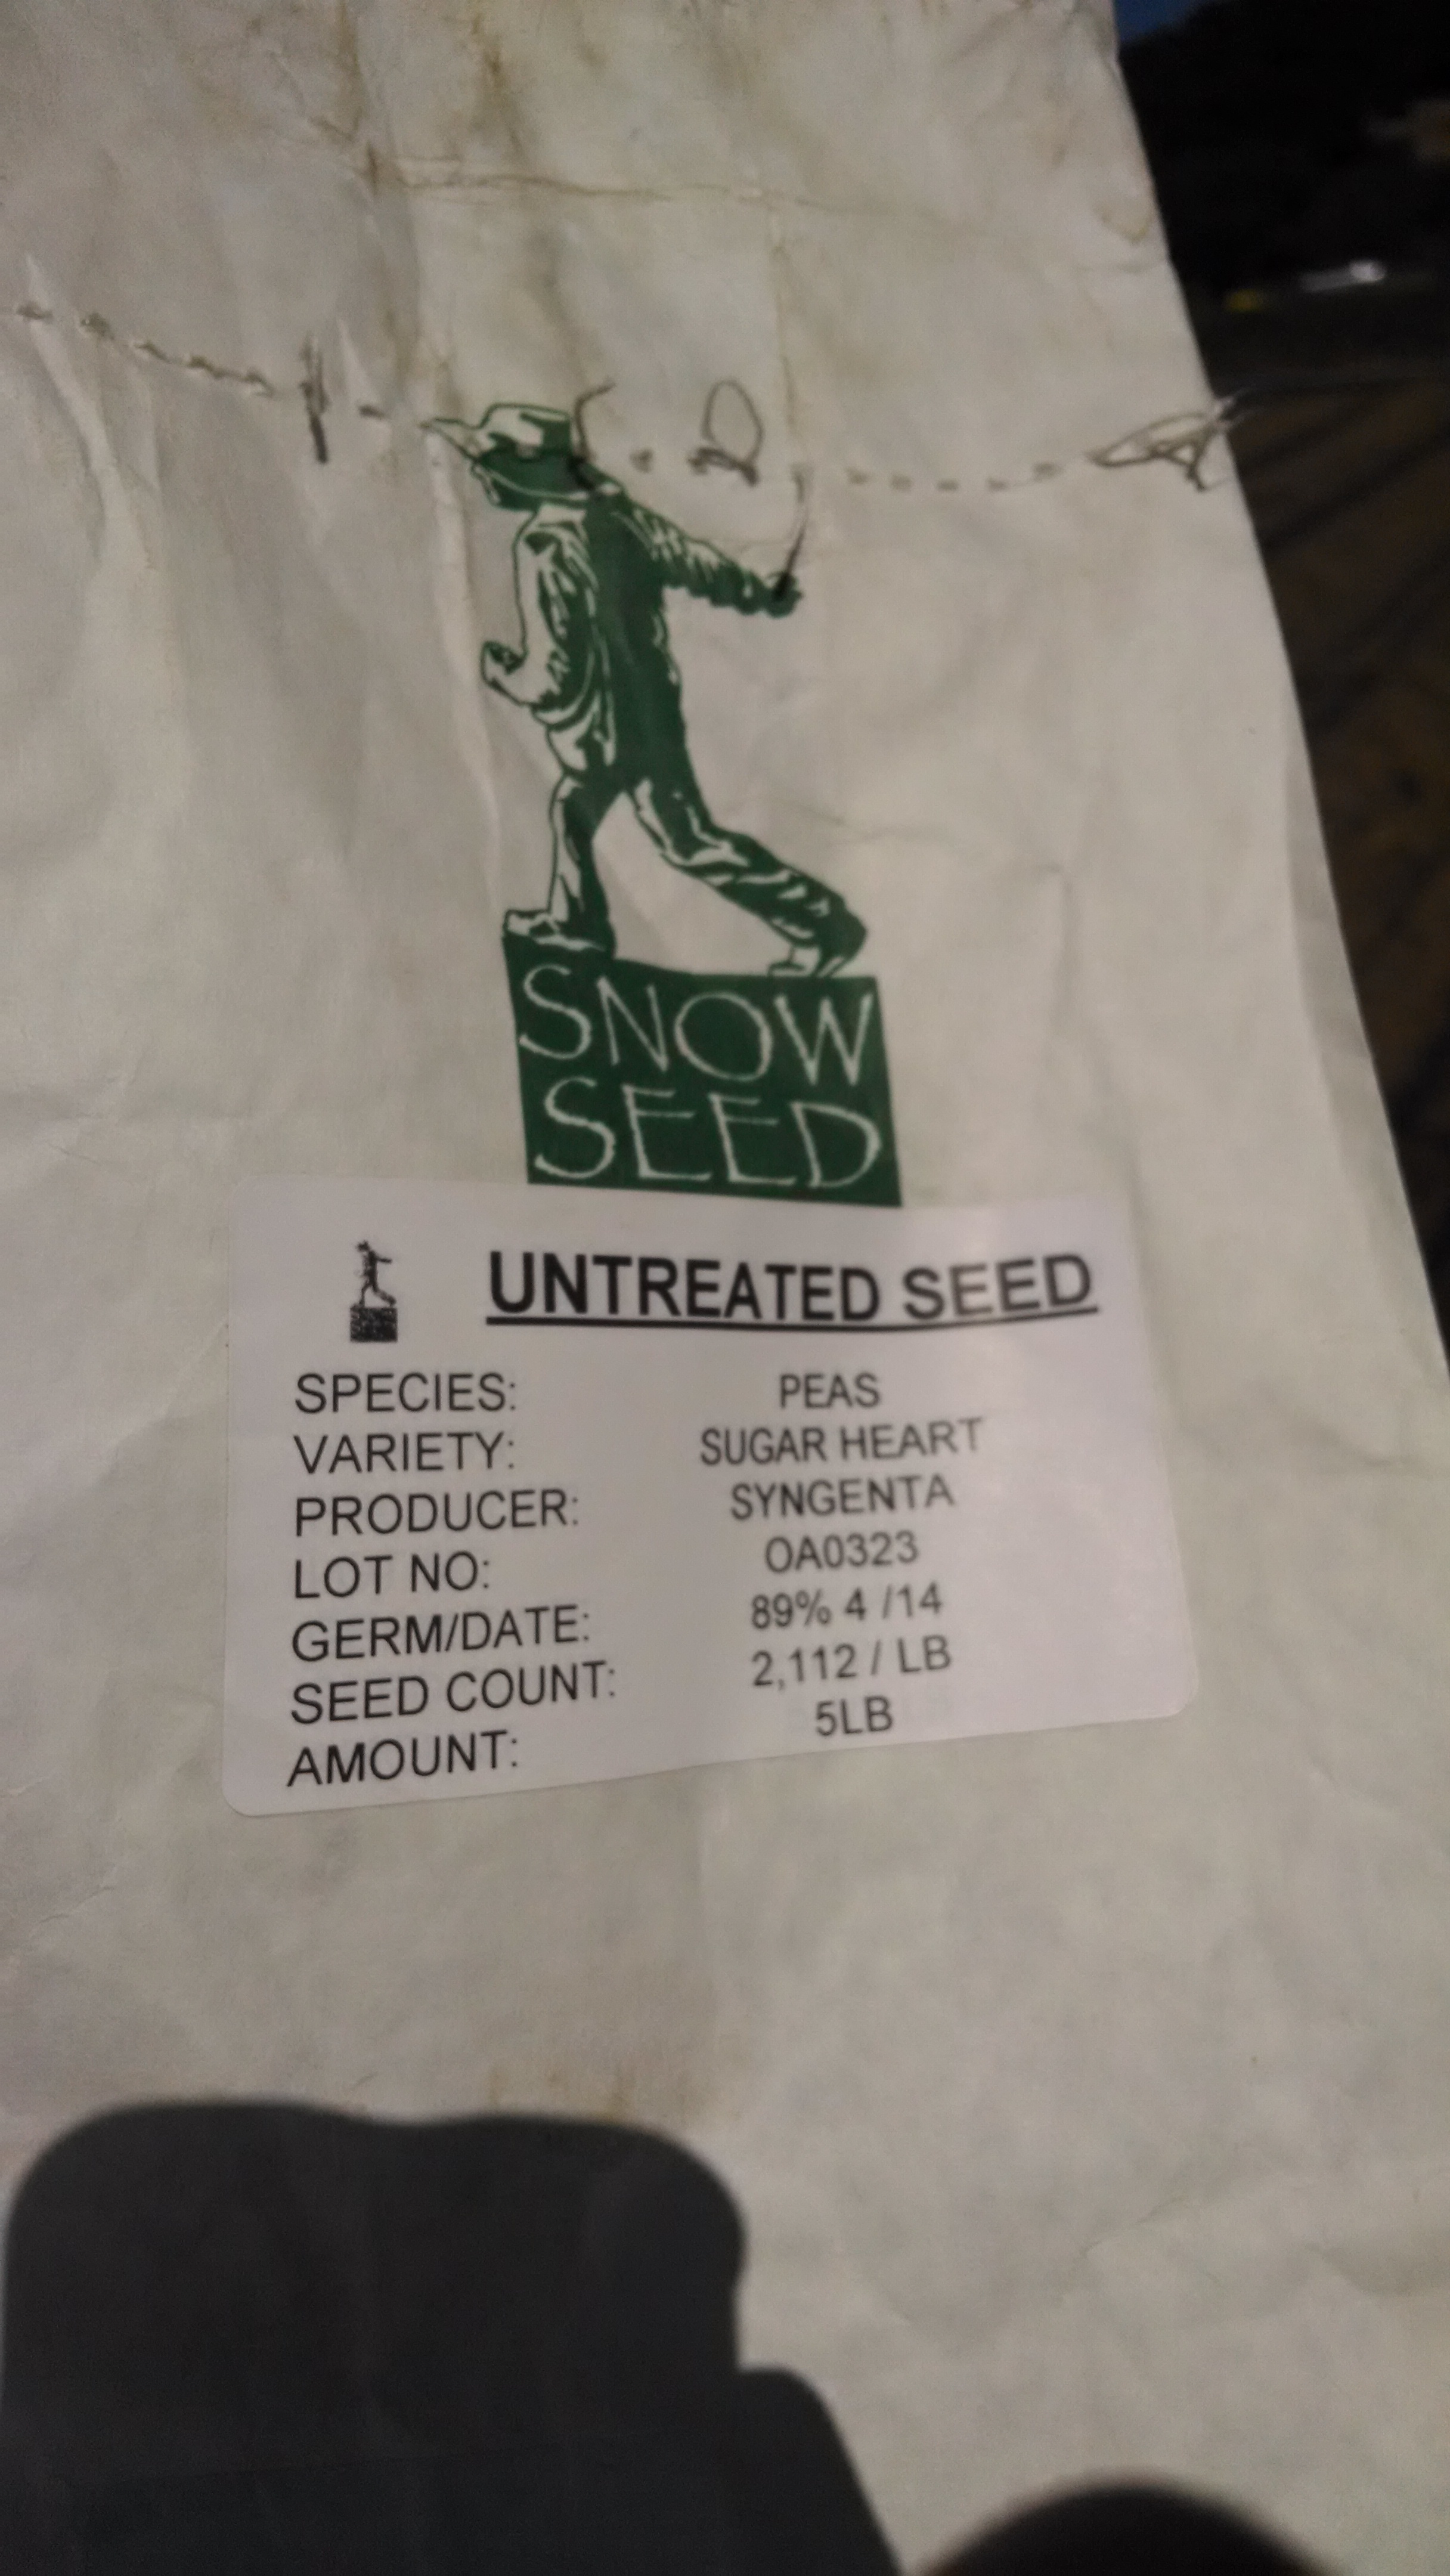 SNOW
SEED
UNTREATED SEED
SPECIES: PEAS
VARIETY: SUGAR HEART
PRODUCER: SYNGENTA
LOT NO: OA0323
GERM/DATE: 89% 4 /14
SEED COUNT: 2,112 / LB
AMOUNT: 5LB